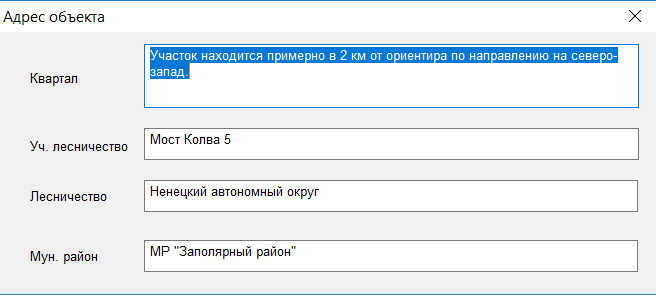 Адрес объекта
Квартал
Участок находится примерно в 2 км от ориентира по направлению на северо-
запад.
Уч. лесничество
Мост Колва 5
Лесничество
Ненецкий автономный округ
Мун. район
МР "Заполярный район"